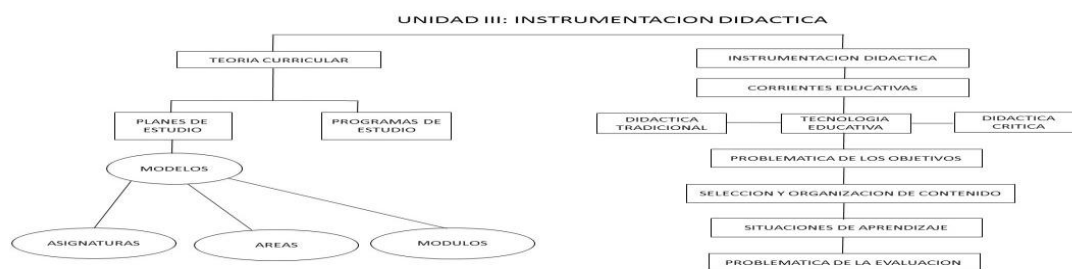 UNIDAD III: INSTRUMENTACION DIDACTICA
TEORIA CURRICULAR
PLANES DE
ESTUDIO
PROGRAMAS DE
ESTUDIO
MODELOS
ASIGNATURAS
AREAS
MODULOS
INSTRUMENTACION DIDACTICA
CORRIENTES EDUCATIVAS
DIDACTICA
TRADICIONAL
TECNOLOGIA
EDUCATIVA
DIDACTICA
CRITICA
PROBLEMATICA DE LOS OBJETIVOS
SELECCION Y ORGANIZACION DE CONTENIDO
SITUACIONES DE APRENDIZAJE
PROBLEMATICA DE LA EVALUACION